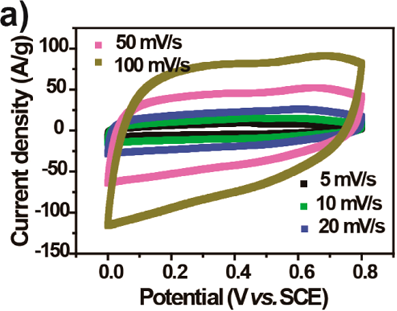 a)
50 mV/s
100 mV/s
100
50
0
-50
-100
-150
Current density (A/g)
5 mV/s
10 mV/s
20 mV/s
0.0 0.2 0.4 0.6 0.8
Potential (V vs. SCE)